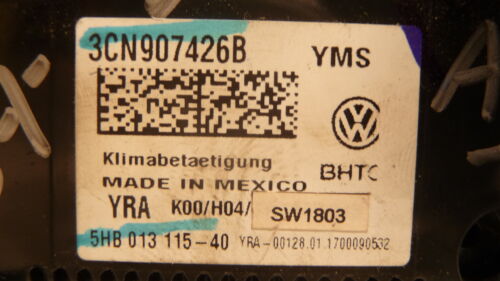 3CN907426B YMS
Klimabetaetigung
BHTC
MADE IN MEXICO
YRA K00/H04/ SW1803
5HB 013 115-40 YRA-00128.01.1700090532